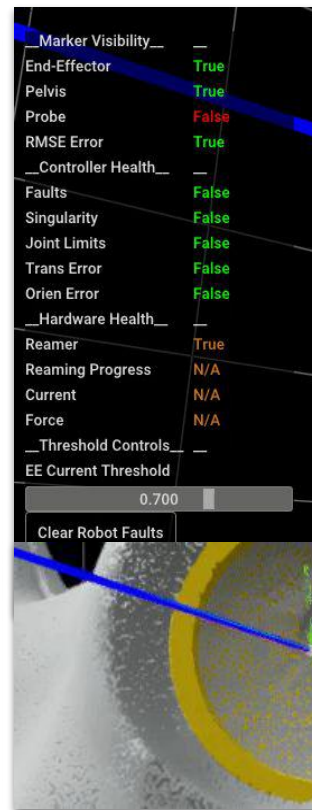 __Marker Visibility__ __
End-Effector True
Pelvis True
Probe False
RMSE Error True
__Controller Health__ __
Faults False
Singularity False
Joint Limits False
Trans Error False
Orien Error False
__Hardware Health__ __
Reamer True
Reaming Progress N/A
Current N/A
Force N/A
__Threshold Controls__ __
EE Current Threshold
0.700
Clear Robot Faults